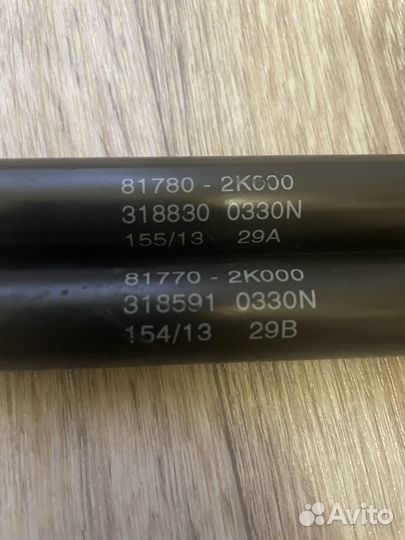 81780 - 2K000
318830 0330N
155/13 29A
81770 - 2K000
318591 0330N
154/13 29B
Avito